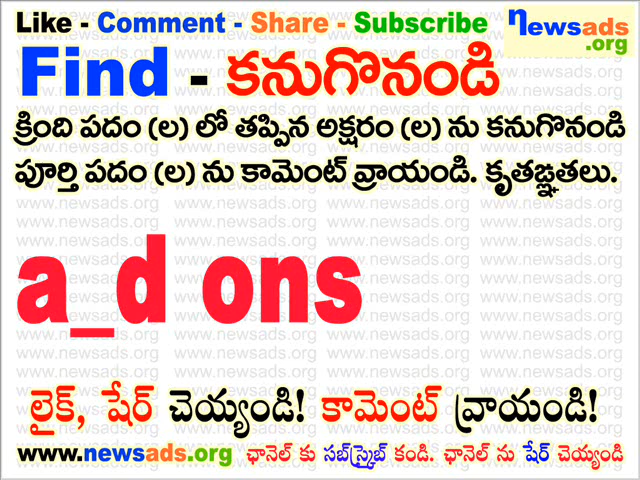 Like - Comment - Share - Subscribe
newsads
.org
Find - కనుగొనండి
క్రింది పదం (ల) లో తప్పిన అక్షరం (ల) ను కనుగొనండి
పూర్తి పదం (ల) ను కామెంట్ వ్రాయండి. కృతఙ్ఞతలు.
a_d ons
లైక్, షేర్ చెయ్యండి! కామెంట్ వ్రాయండి!
www.newsads.org ఛానెల్ కు సబ్‌స్క్రైబ్ కండి. ఛానెల్ ను షేర్ చెయ్యండి